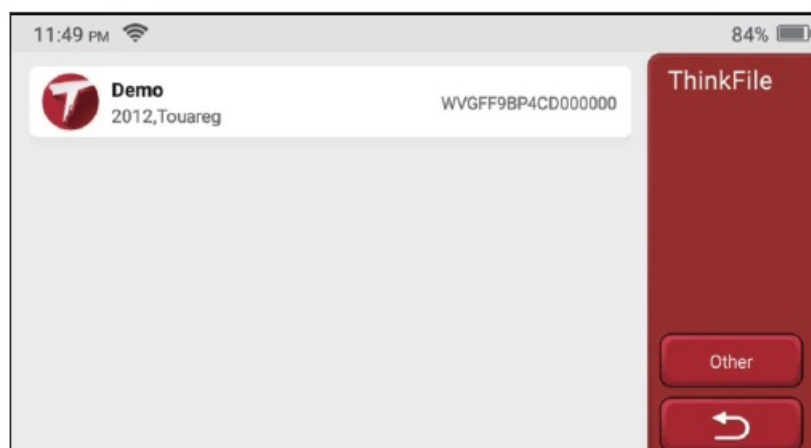 11:49 PM
84%
Demo
2012,Touareg
WVGFF9BP4CD000000
ThinkFile
Other